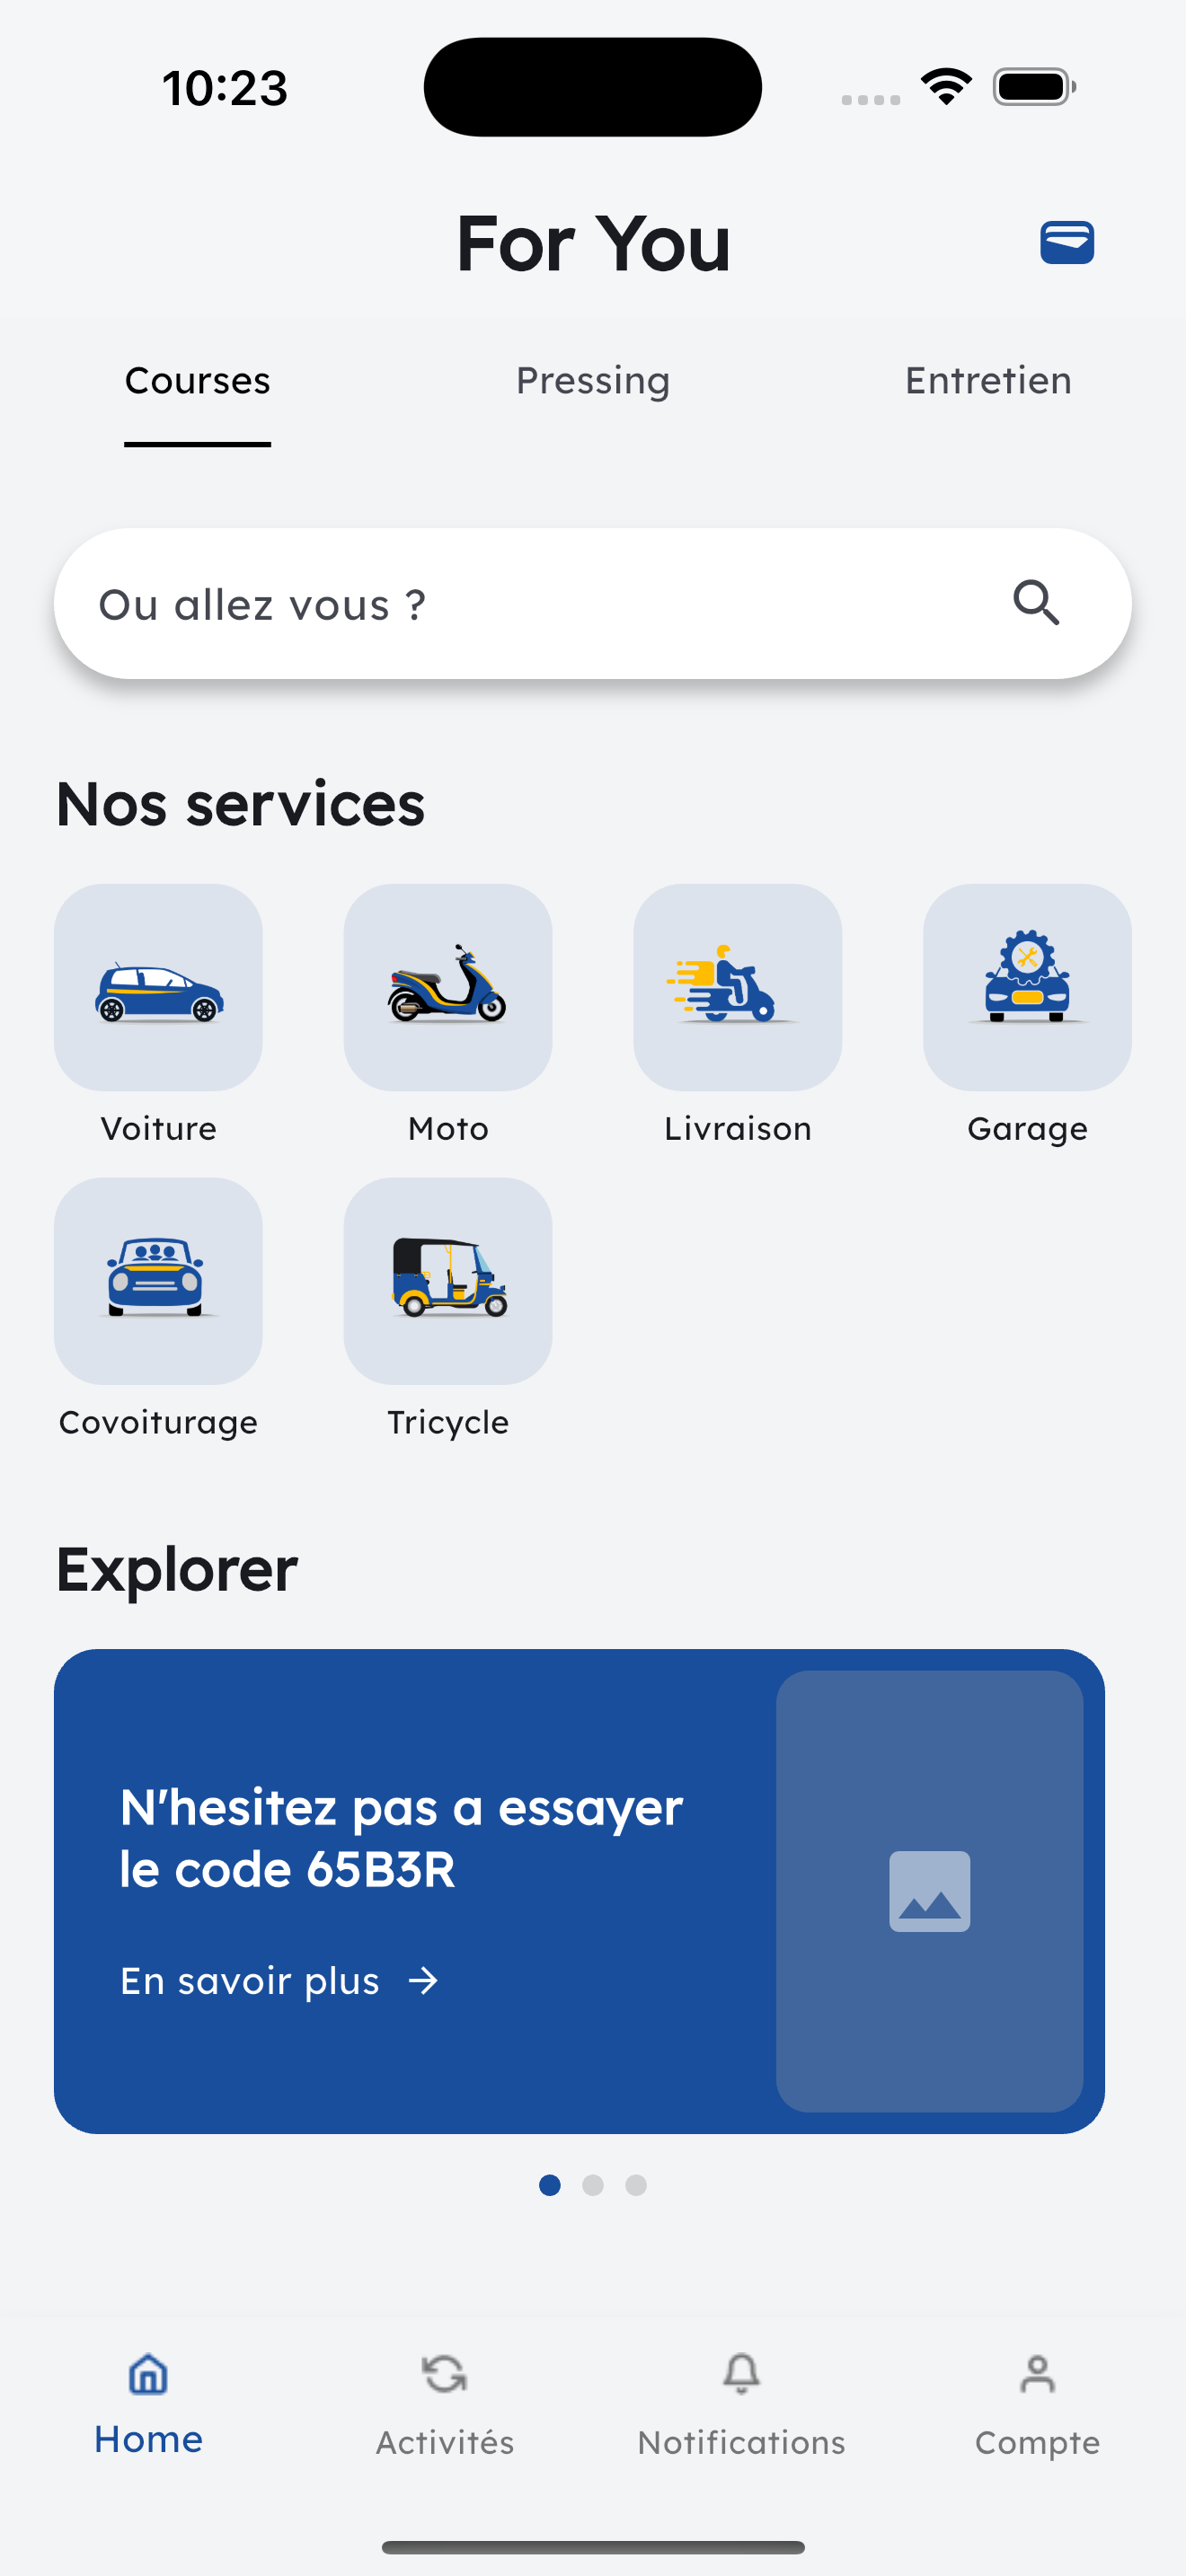 10:23
For You
Courses Pressing Entretien
Ou allez vous ?
Nos services
Voiture Moto Livraison Garage
Covoiturage Tricycle
Explorer
N'hesitez pas a essayer
le code 65B3R
En savoir plus →
Home Activités Notifications Compte